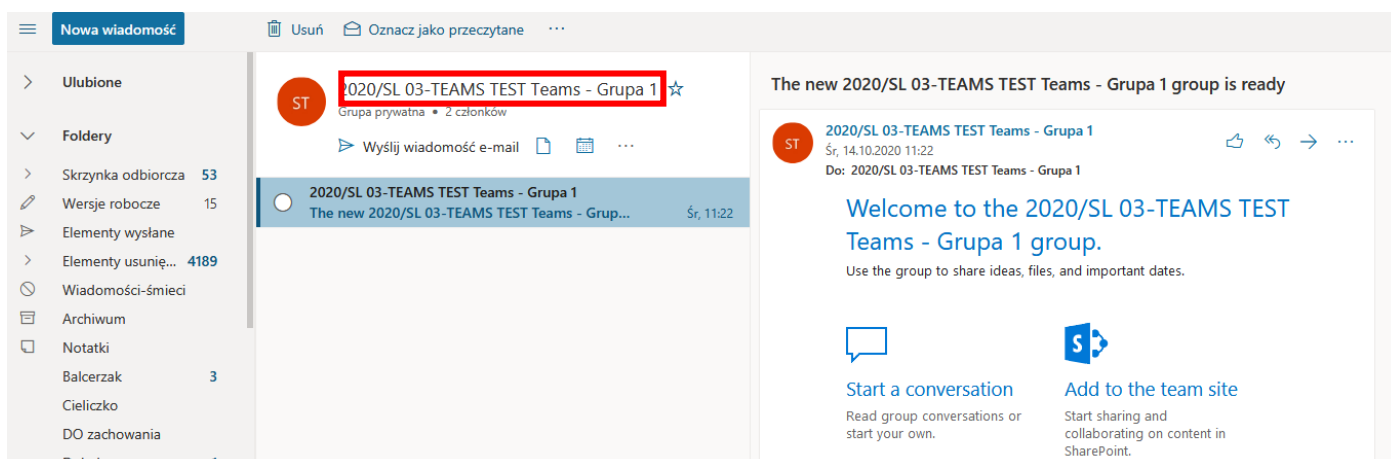 Nowa wiadomość
Usuń
Oznacz jako przeczytane
Ulubione
Foldery
Skrzynka odbiorcza 53
Wersje robocze 15
Elementy wysłane
Elementy usunię... 4189
Wiadomości-śmieci
Archiwum
Notatki
Balcerzak 3
Cieliczko
DO zachowania
ST
2020/SL 03-TEAMS TEST Teams - Grupa 1
Grupa prywatna • 2 członków
Wyślij wiadomość e-mail
2020/SL 03-TEAMS TEST Teams - Grupa 1
The new 2020/SL 03-TEAMS TEST Teams - Grup... Śr, 11:22
The new 2020/SL 03-TEAMS TEST Teams - Grupa 1 group is ready
ST
2020/SL 03-TEAMS TEST Teams - Grupa 1
Śr, 14.10.2020 11:22
Do: 2020/SL 03-TEAMS TEST Teams - Grupa 1
Welcome to the 2020/SL 03-TEAMS TEST
Teams - Grupa 1 group.
Use the group to share ideas, files, and important dates.
S
Start a conversation
Read group conversations or
start your own.
Add to the team site
Start sharing and
collaborating on content in
SharePoint.